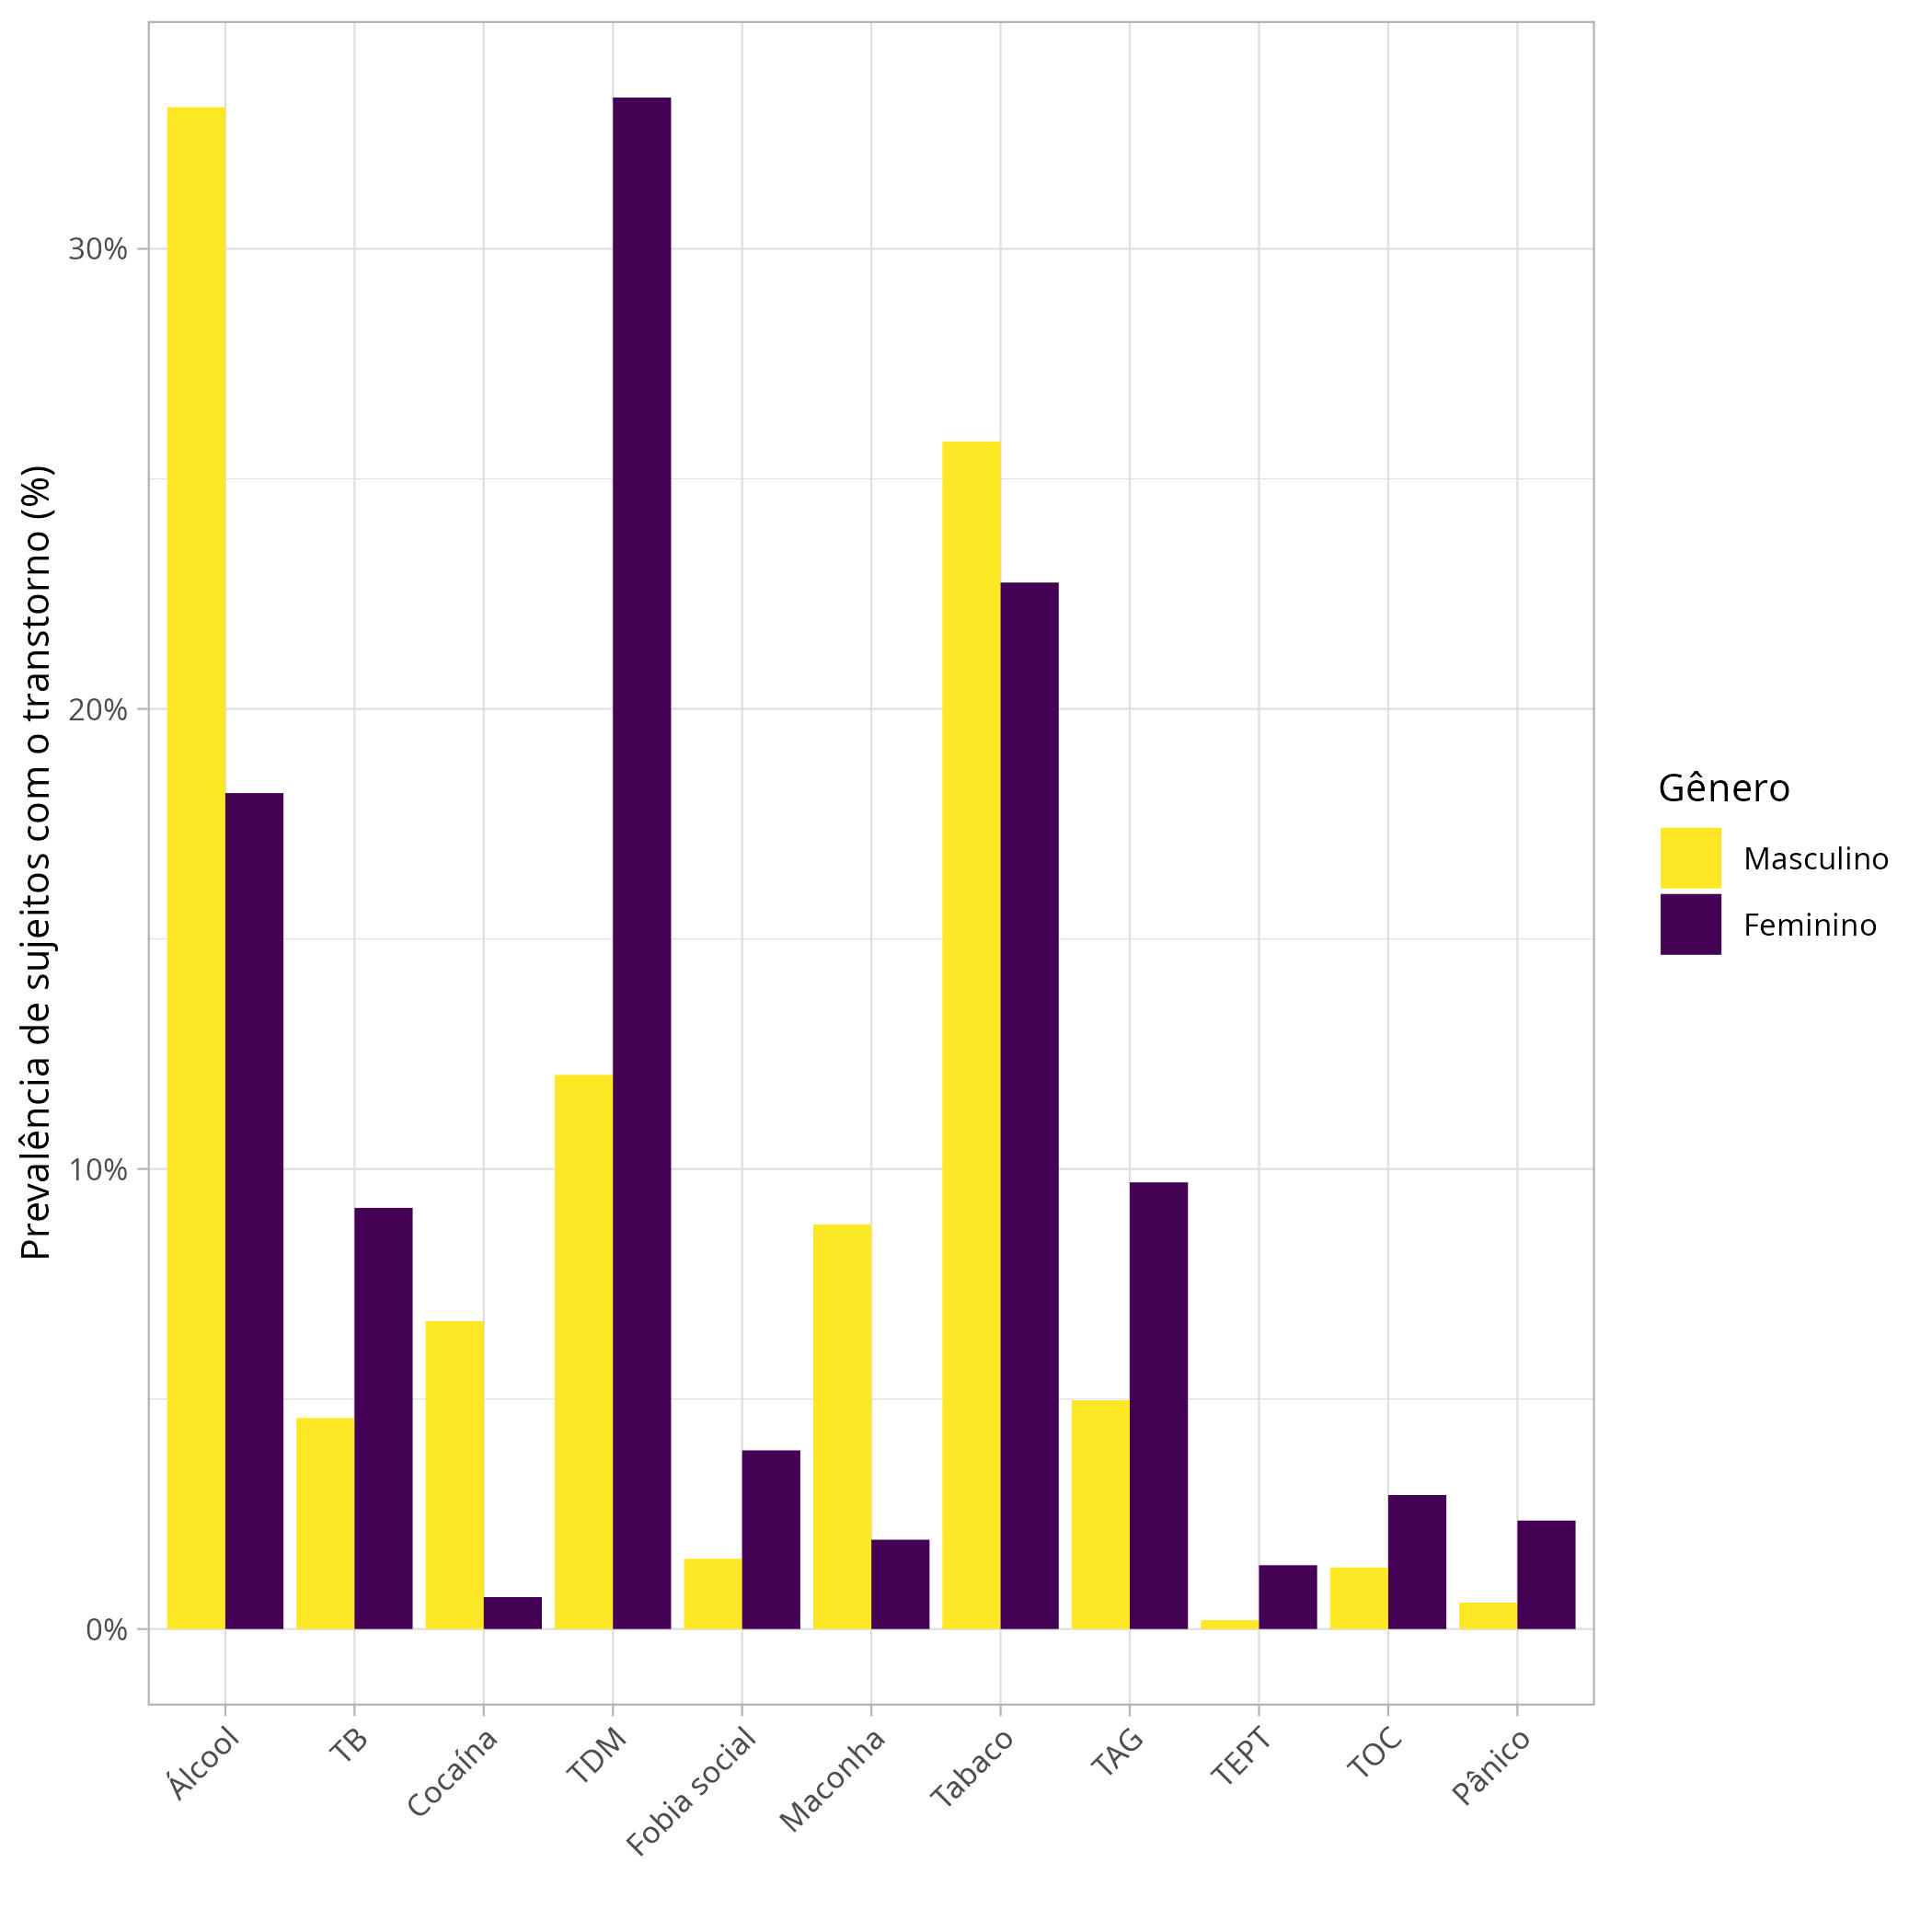 Prevalência de sujeitos com o transtorno (%)
30%
20%
10%
0%
Álcool
TB
Cocaína
TDM
Fobia social
Maconha
Tabaco
TAG
TEPT
TOC
Pânico
Gênero
Masculino
Feminino